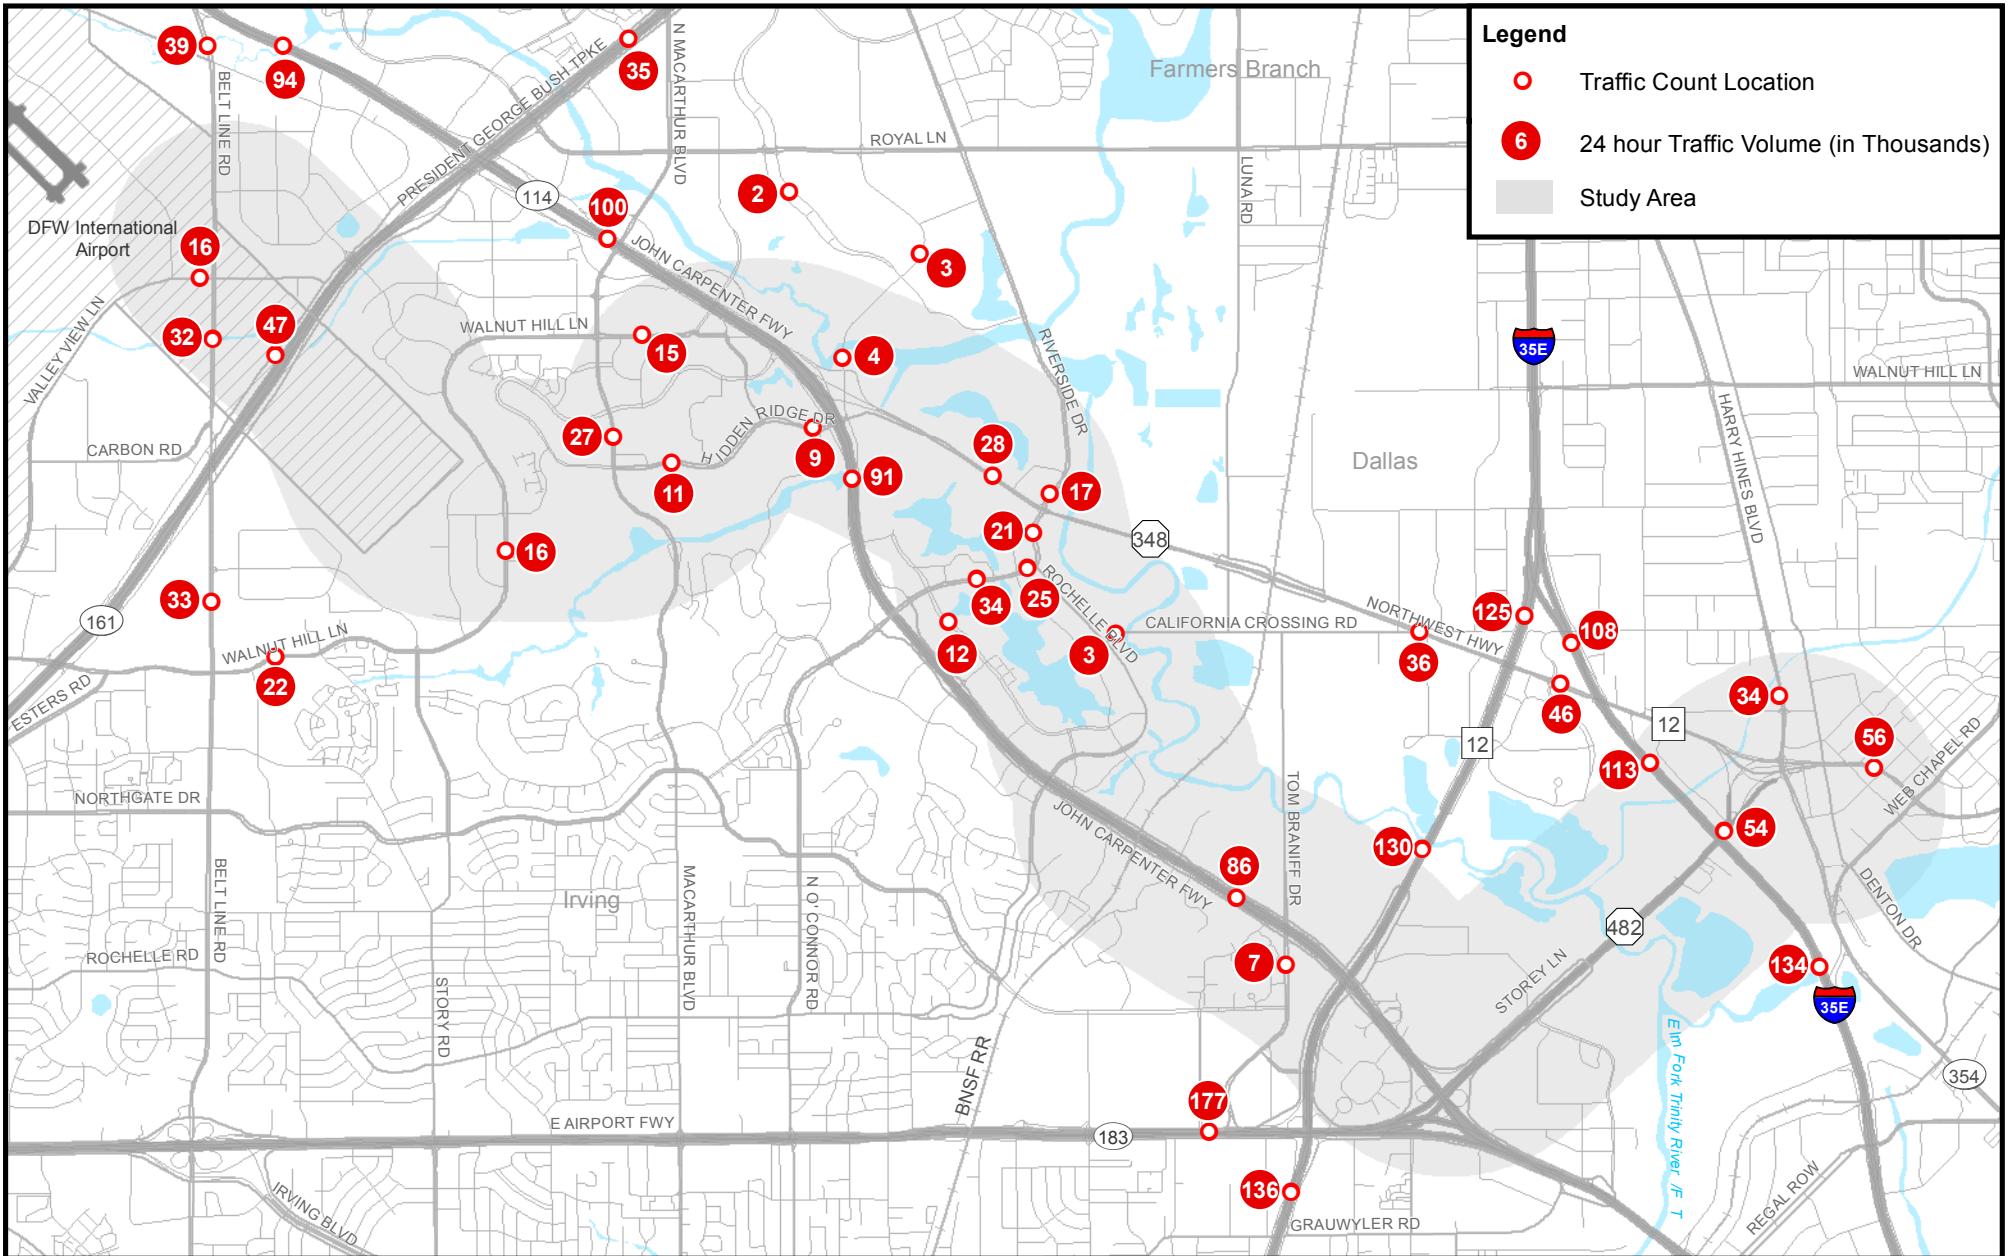 Legend
Traffic Count Location
6
24 hour Traffic Volume (in Thousands)
Study Area
39
94
35
BELT LINE RD
PRESIDENT GEORGE BUSH TPKE
N MACARTHUR BLVD
Farmers Branch
ROYAL LN
LUNA RD
114
2
100
3
DFW International
Airport
16
JOHN CARPENTER FWY
32
47
VALLEY VIEW LN
WALNUT HILL LN
15
4
RIVERSIDE DR
35E
WALNUT HILL LN
HARRY HINES BLVD
CARBON RD
27
HIDDEN RIDGE DR
9
11
91
28
17
Dallas
21
348
16
33
161
34
25
ROCHELLE BLVD
12
3
CALIFORNIA CROSSING RD
NORTHWEST HWY
36
125
108
46
WALNUT HILL LN
22
ESTERS RD
34
12
12
56
113
WEB CHAPEL RD
54
NORTHGATE DR
JOHN CARPENTER FWY
TOM BRANIFF DR
130
86
BELT LINE RD
Irving
MACARTHUR BLVD
N O' CONNOR RD
DENTON DR
482
ROCHELLE RD
STORY RD
7
STOREY LN
134
35E
Elm Fork Trinity River /F T
BNSF RR
354
177
E AIRPORT FWY
183
136
IRVING BLVD
GRAUWYLER RD
REGAL ROW